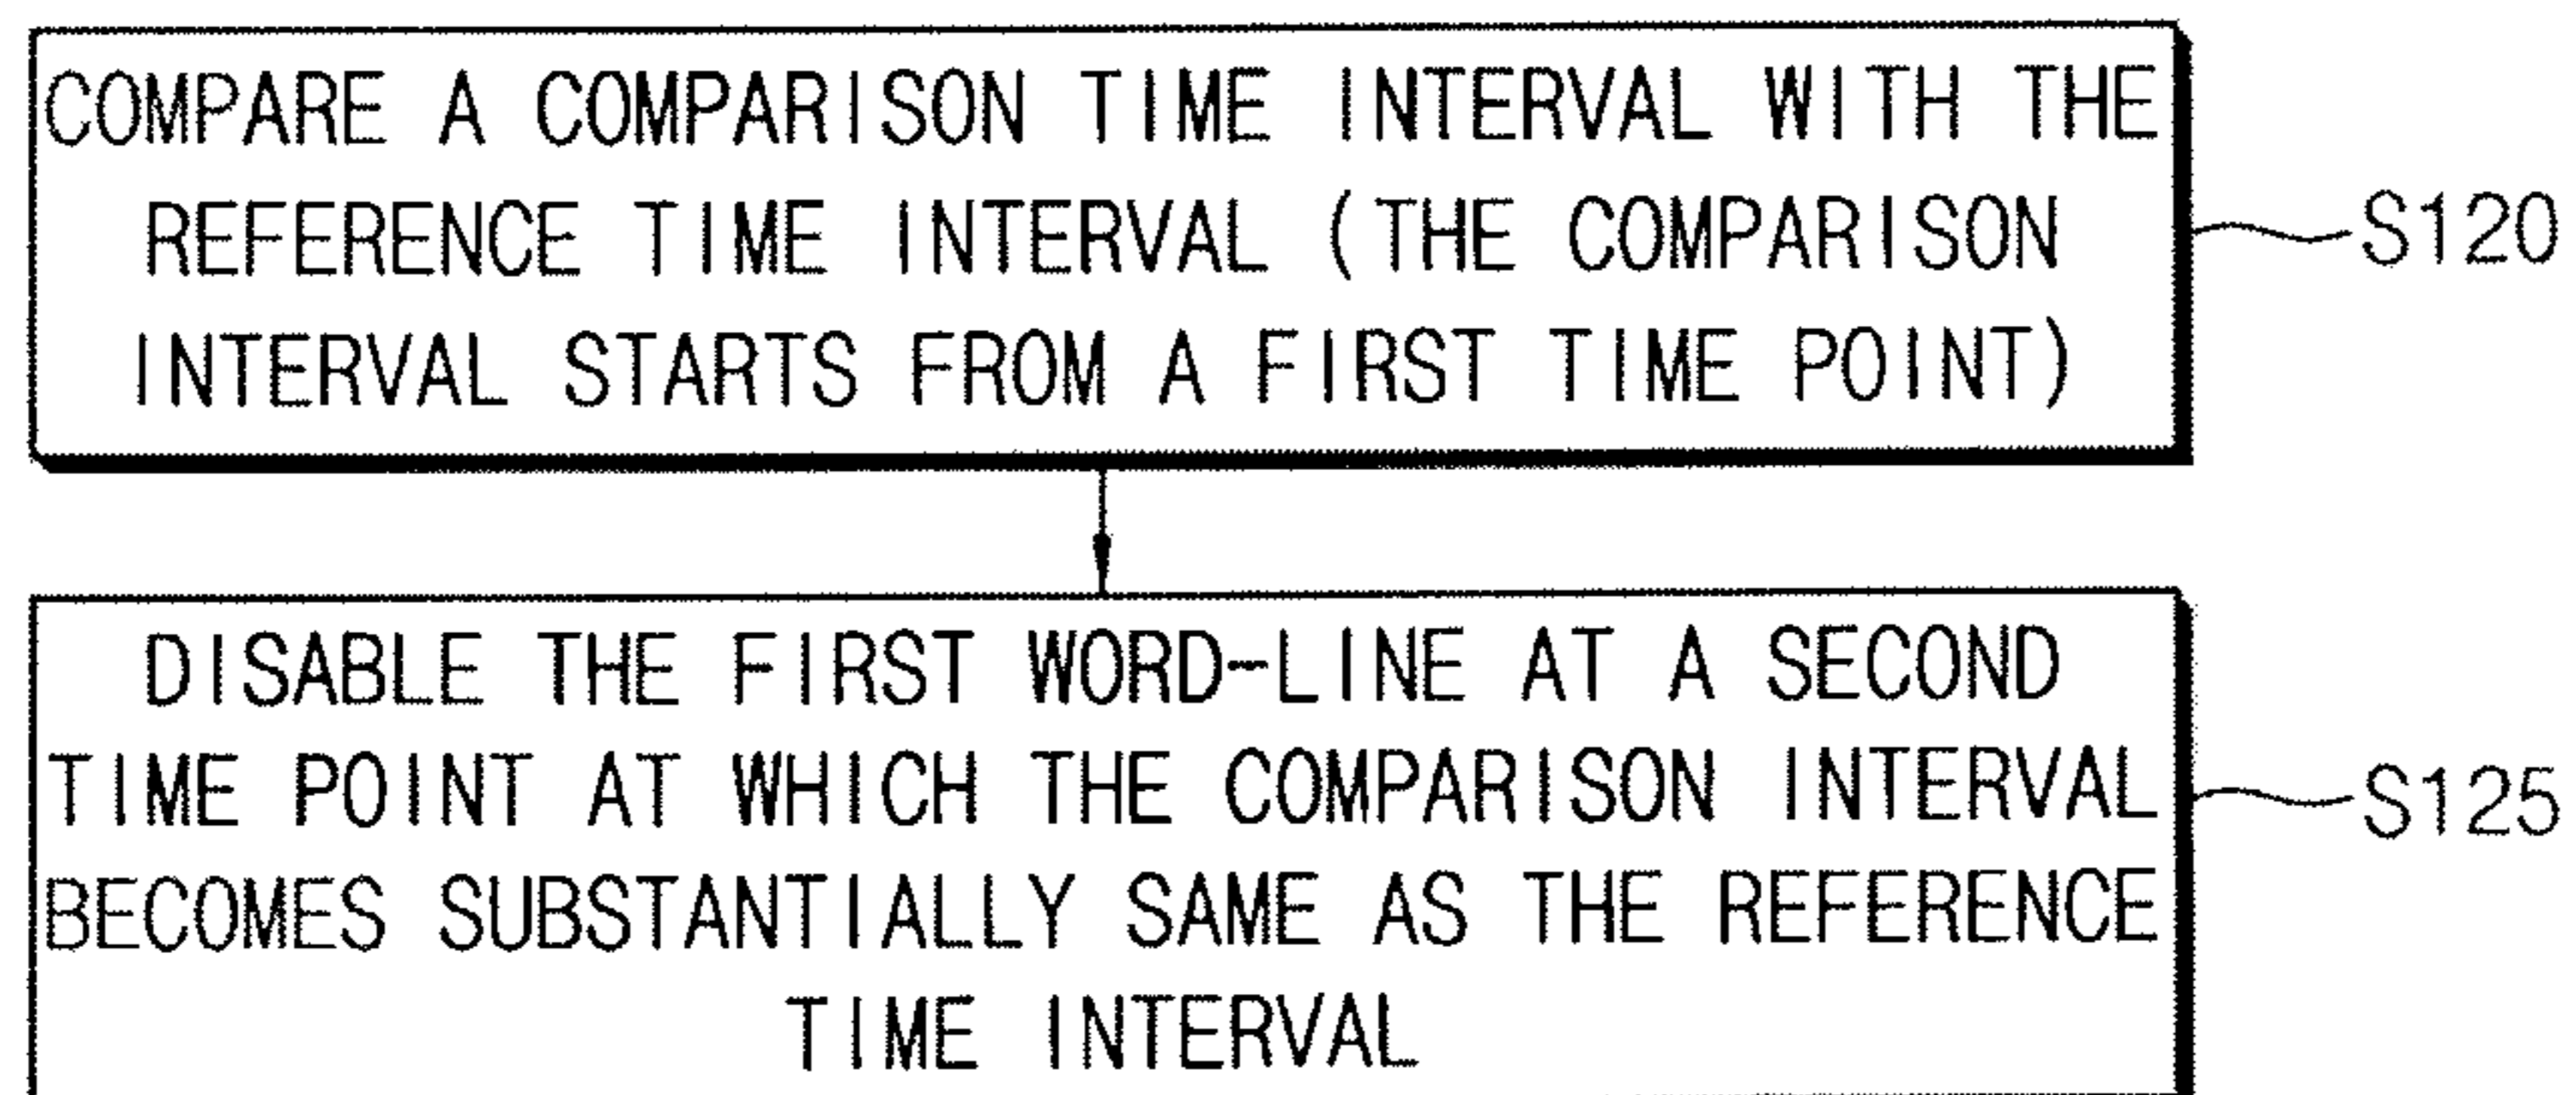 COMPARE A COMPARISON TIME INTERVAL WITH THE
REFERENCE TIME INTERVAL (THE COMPARISON
INTERVAL STARTS FROM A FIRST TIME POINT)
S120
DISABLE THE FIRST WORD-LINE AT A SECOND
TIME POINT AT WHICH THE COMPARISON INTERVAL
BECOMES SUBSTANTIALLY SAME AS THE REFERENCE
TIME INTERVAL
S125